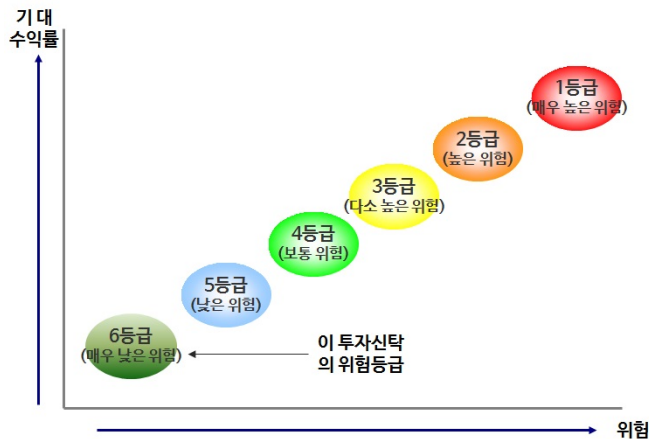 기 대
수익률
1등급
(매우 높은 위험)
2등급
(높은 위험)
3등급
(다소 높은 위험)
4등급
(보통 위험)
5등급
(낮은 위험)
6등급
(매우 낮은 위험)
이 투자신탁
의 위험등급
위험